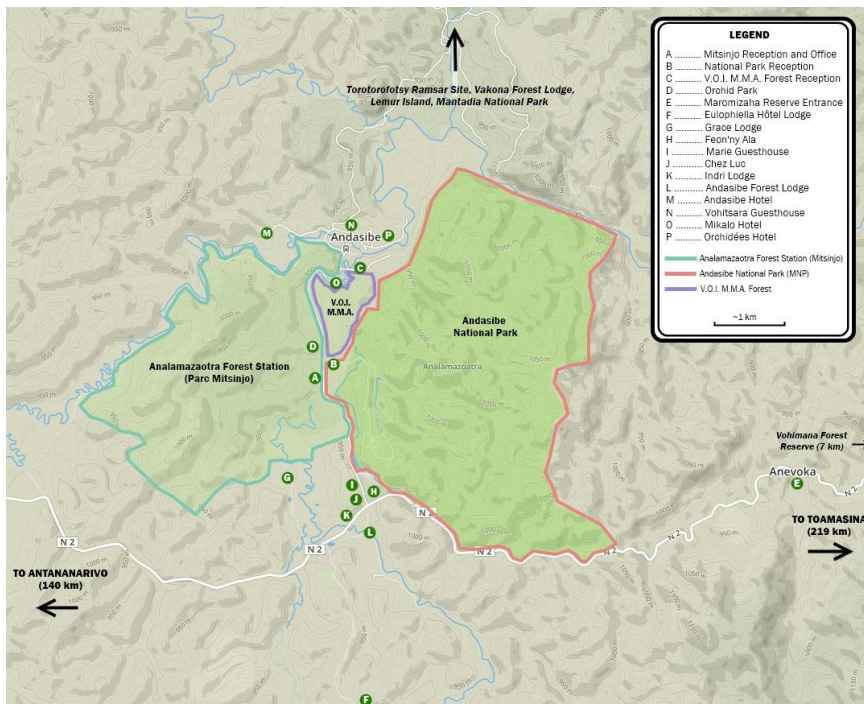 LEGEND
A .......... Mitsinjo Reception and Office
B .......... National Park Reception
C .......... V.O.I. M.M.A. Forest Reception
D .......... Orohid Park
E .......... Maromizaha Reserve Entrance
F .......... Eulophiella Hôtel Lodge
G .......... Grace Lodge
H .......... Feon'ny Ala
I ........... Marie Guesthouse
J .......... Chez Luc
K .......... Indri Lodge
L .......... Andasibe Forest Lodge
M .......... Andasibe Hotel
N .......... Vohitsara Guesthouse
O .......... Mikalo Hotel
P .......... Orchidées Hotel
Analamazaotra Forest Station (Mitsinjo)
Andasibe National Park (MNP)
V.O.I. M.M.A. Forest
~1 km
Torotorofotsy Ramsar Site, Vakona Forest Lodge,
Lemur Island, Mantadia National Park
M
N
Andasibe
P
C
O
V.O.I.
M.M.A.
D
B
A
Analamazaotra Forest Station
(Parc Mitsinjo)
Andasibe
National Park
Analamazoatra
G
I
H
J
K
L
N 2
N 2
N 2
N 2
N 2
N 2
Vohimana Forest
Reserve (7 km)
Anevoka
E
TO TOAMASINA
(219 km)
TO ANTANANARIVO
(140 km)
F